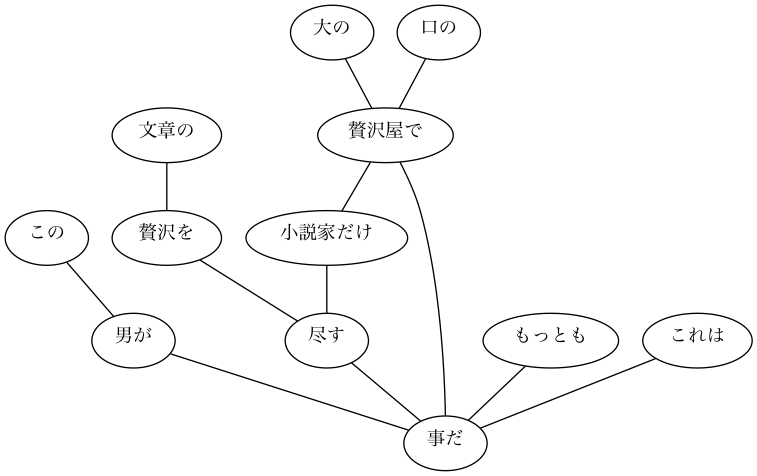 大の 口の
文章の 贅沢屋で
この 贅沢を 小説家だけ
男が 尽す もっとも これは
事だ